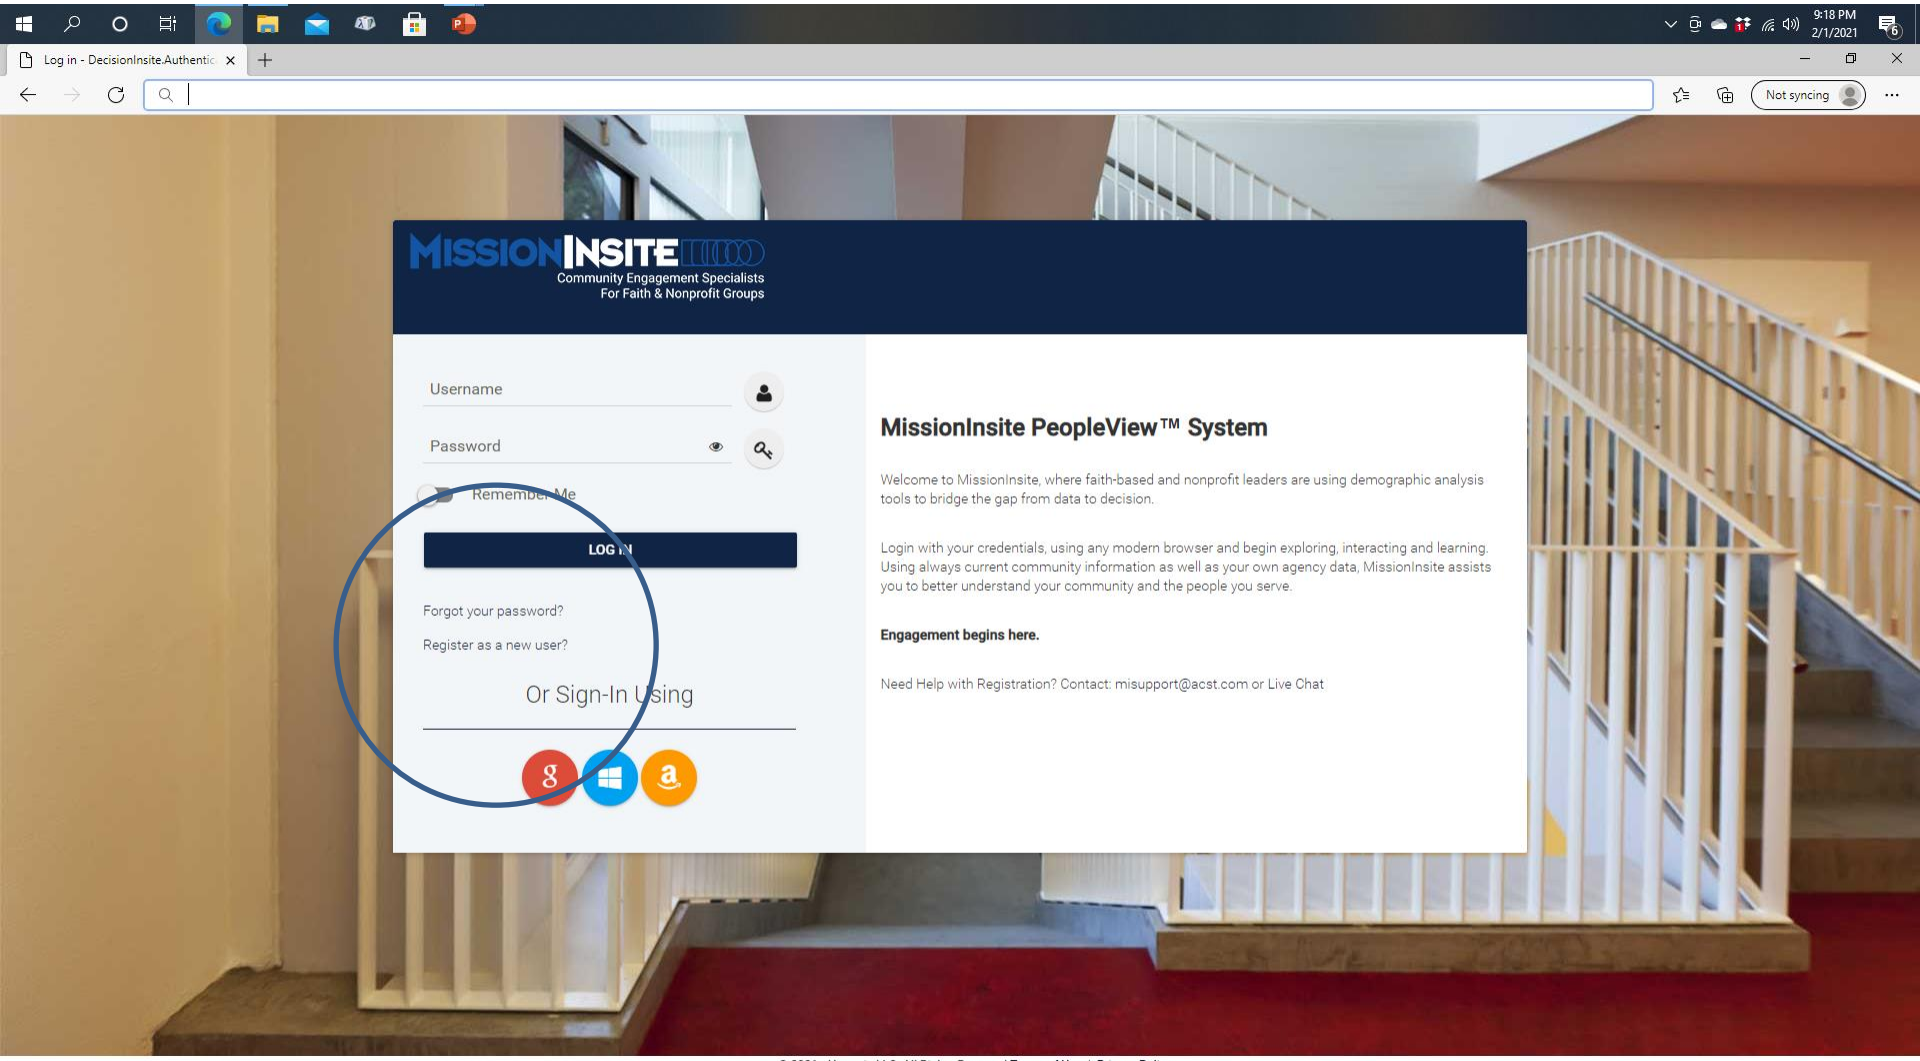 9:18 PM
2/1/2021
6
Log in - DecisionInsite.Authentic
Not syncing
MISSIONINSITE
Community Engagement Specialists
For Faith & Nonprofit Groups
Username
Password
Remember Me
LOG IN
Forgot your password?
Register as a new user?
Or Sign-In Using
g
a
MissionInsite PeopleView™ System
Welcome to MissionInsite, where faith-based and nonprofit leaders are using demographic analysis
tools to bridge the gap from data to decision.
Login with your credentials, using any modern browser and begin exploring, interacting and learning.
Using always current community information as well as your own agency data, MissionInsite assists
you to better understand your community and the people you serve.
Engagement begins here.
Need Help with Registration? Contact: misupport@acst.com or Live Chat